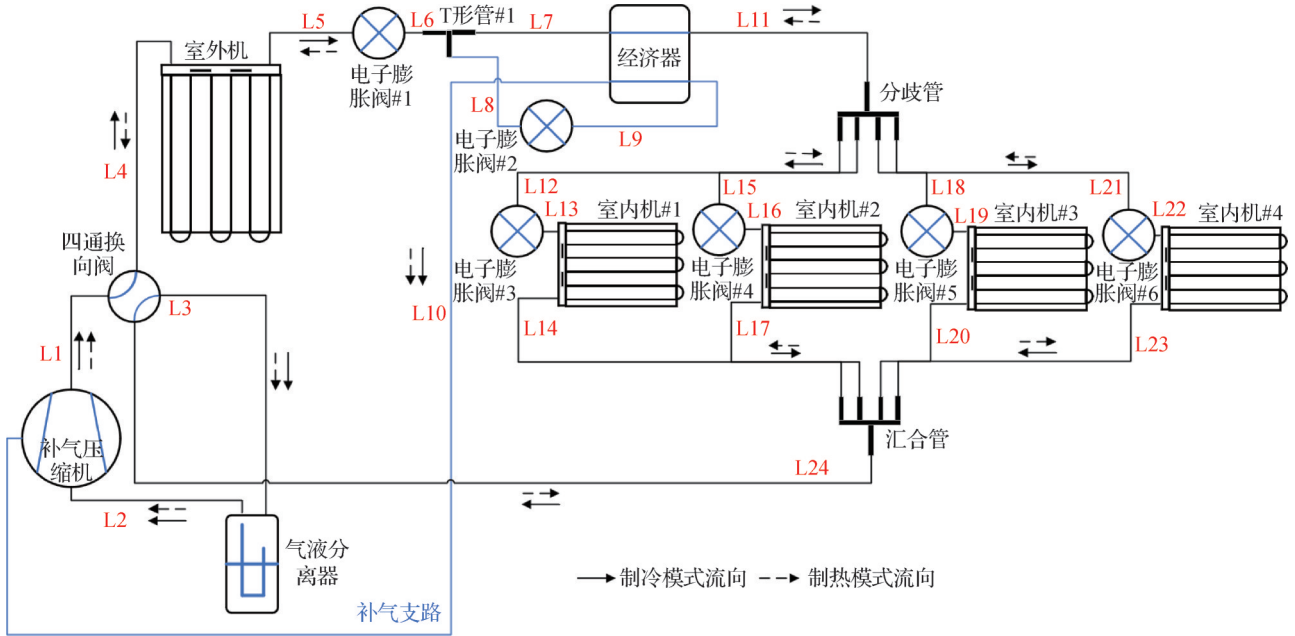 T形管#1
L5
L6
L7
L11
室外机
经济器
电子膨
胀阀#1
L8
L9
分歧管
电子膨
胀阀#2
L4
L12
L15
L18
L21
L13
室内机#1
L16
室内机#2
L19
室内机#3
L22
室内机#4
四通换
向阀
电子膨
胀阀#3
电子膨
胀阀#4
电子膨
胀阀#5
电子膨
胀阀#6
L3
L10
L14
L17
L20
L23
L1
补气压
缩机
汇合管
L24
L2
气液分
离器
制冷模式流向
制热模式流向
补气支路